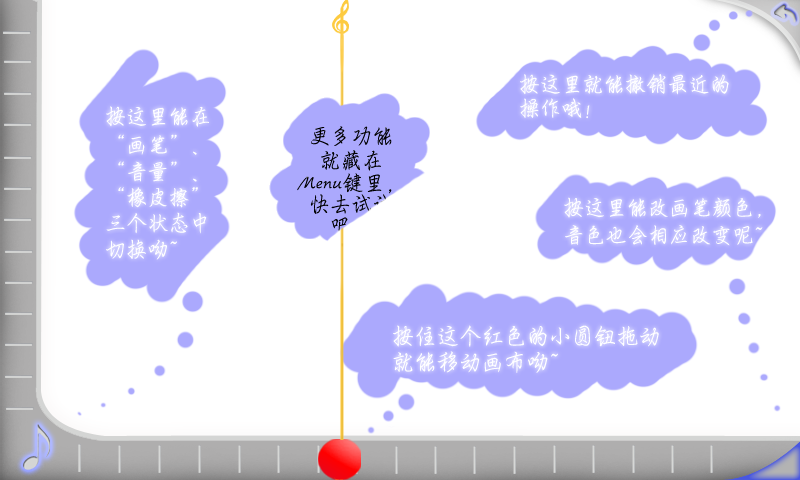 按这里能在
“画笔”、
“音量”、
“橡皮擦”
三个状态中
切换呦~
更多功能
就藏在
Menu键里，
快去试
吧
按这里就能撤销最近的
操作哦！
按这里能改画笔颜色，
音色也会相应改变呢~
按住这个红色的小圆钮拖动
就能移动画布呦~